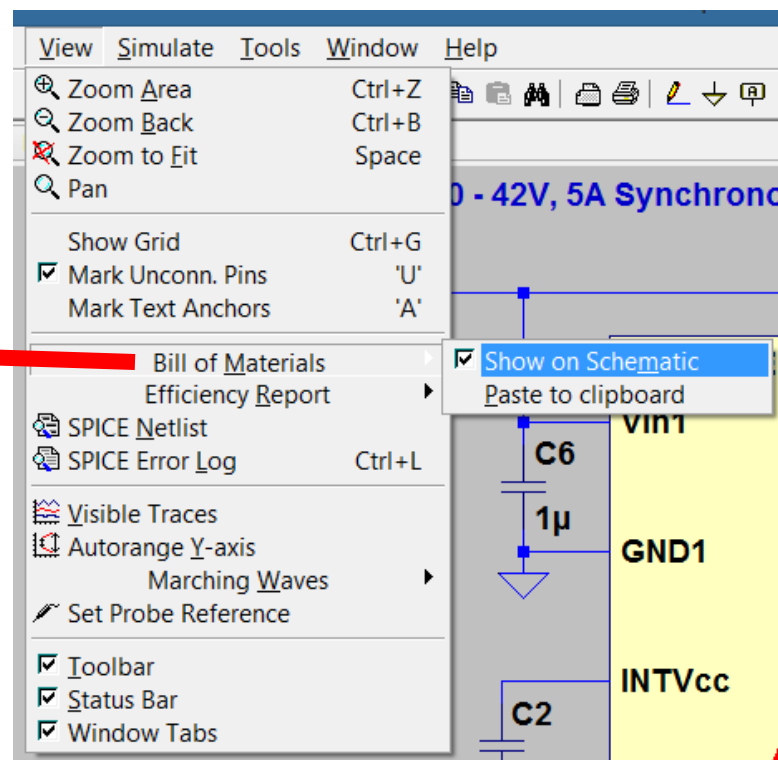 View Simulate Tools Window Help
Zoom Area Ctrl+Z
Zoom Back Ctrl+B
Zoom to Fit Space
Pan
0 - 42V, 5A Synchrono
Show Grid Ctrl+G
Mark Unconn. Pins 'U'
Mark Text Anchors 'A'
Bill of Materials
Show on Schematic
Efficiency Report
Paste to clipboard
Vin1
SPICE Netlist
C6
SPICE Error Log Ctrl+L
Visible Traces
1µ
Autorange Y-axis
GND1
Marching Waves
Set Probe Reference
Toolbar
INTVcc
Status Bar
C2
Window Tabs